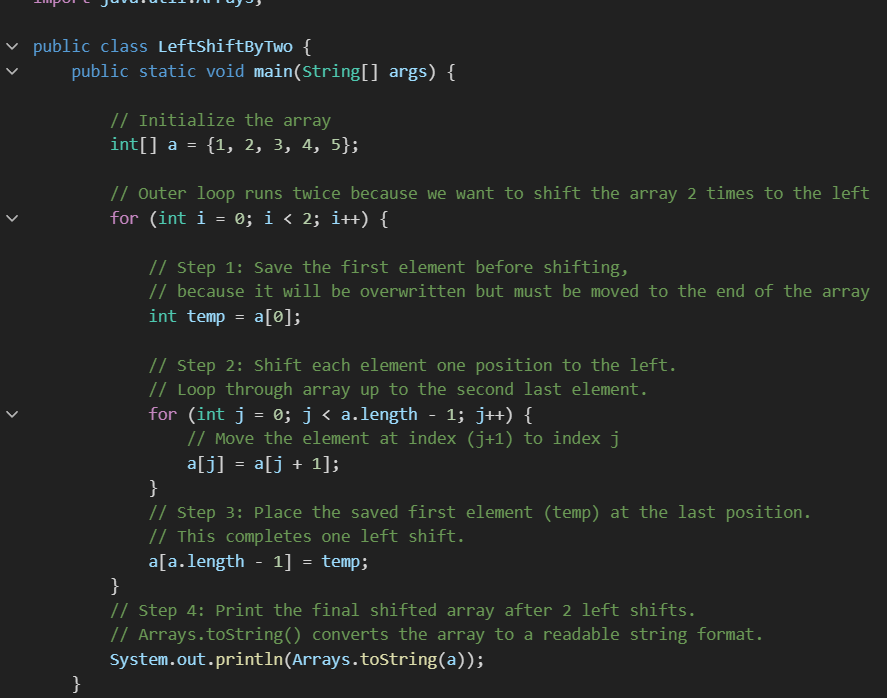 import java.util.Arrays;
public class LeftShiftByTwo {
    public static void main(String[] args) {
        // Initialize the array
        int[] a = {1, 2, 3, 4, 5};
        // Outer loop runs twice because we want to shift the array 2 times to the left
        for (int i = 0; i < 2; i++) {
            // Step 1: Save the first element before shifting,
            // because it will be overwritten but must be moved to the end of the array
            int temp = a[0];
            // Step 2: Shift each element one position to the left.
            // Loop through array up to the second last element.
            for (int j = 0; j < a.length - 1; j++) {
                // Move the element at index (j+1) to index j
                a[j] = a[j + 1];
            }
            // Step 3: Place the saved first element (temp) at the last position.
            // This completes one left shift.
            a[a.length - 1] = temp;
        }
        // Step 4: Print the final shifted array after 2 left shifts.
        // Arrays.toString() converts the array to a readable string format.
        System.out.println(Arrays.toString(a));
    }